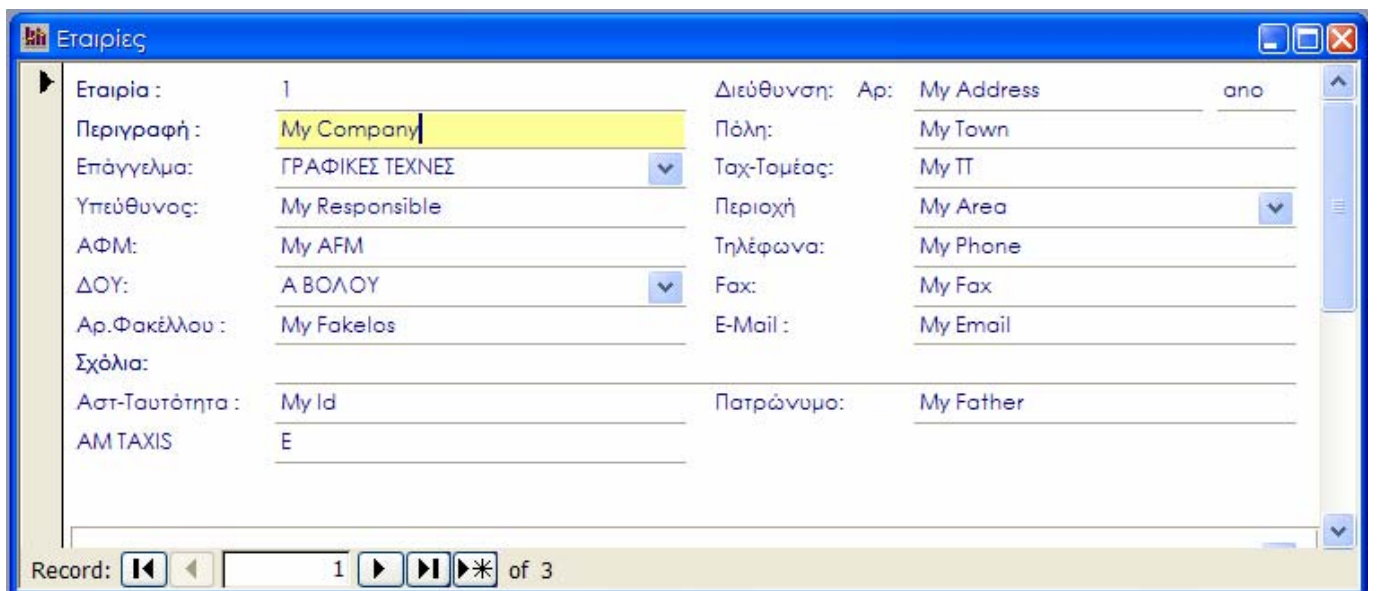 Εταιρίες
Εταιρία : 1 Διεύθυνση: Αρ: My Address ano
Περιγραφή : My Company Πόλη: My Town
Επάγγελμα: ΓΡΑΦΙΚΕΣ ΤΕΧΝΕΣ Ταχ-Τομέας: My TT
Υπεύθυνος: My Responsible Περιοχή My Area
ΑΦΜ: My AFM Τηλέφωνα: My Phone
ΔΟΥ: Α ΒΟΛΟΥ Fax: My Fax
Αρ.Φακέλλου : My Fakelos E-Mail : My Email
Σχόλια:
Αστ-Ταυτότητα : My Id Πατρώνυμο: My Father
AM TAXIS E
Record: 1 of 3